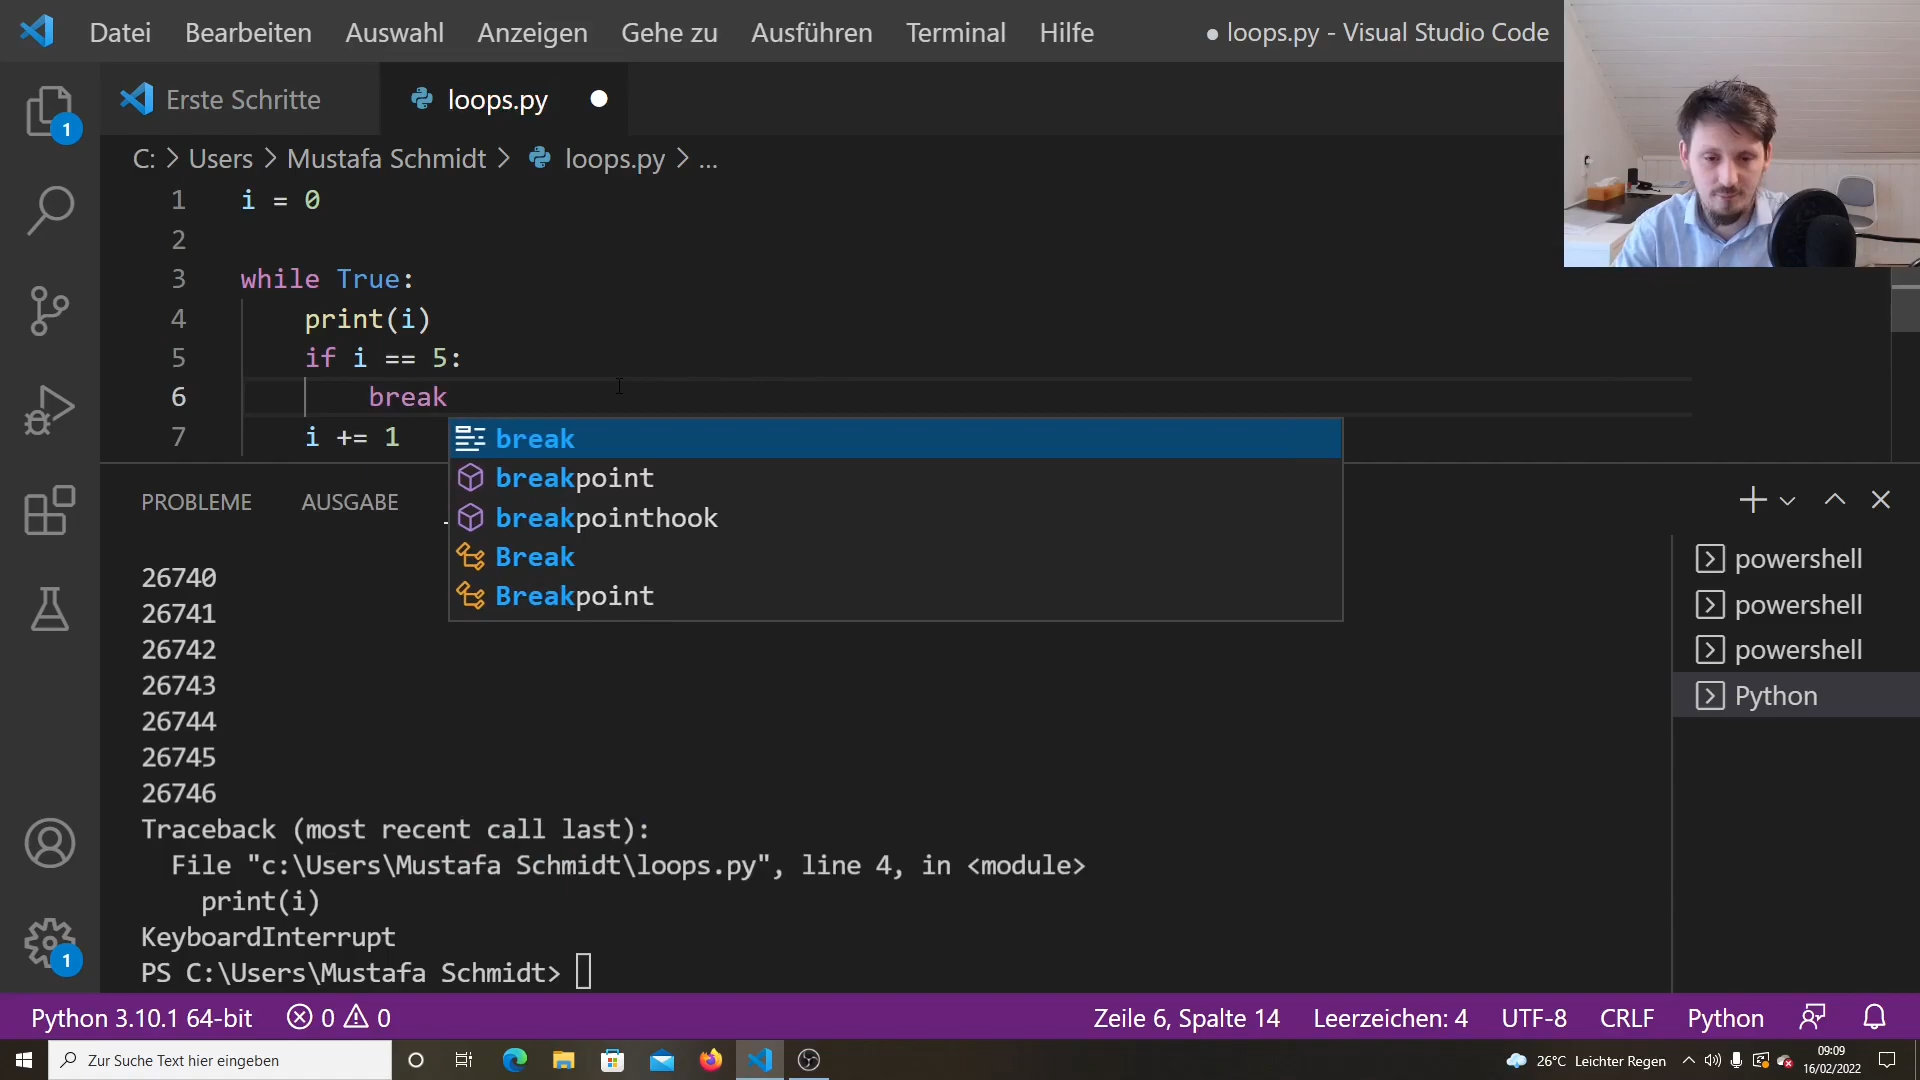 Datei Bearbeiten Auswahl Anzeigen Gehe zu Ausführen Terminal Hilfe ● loops.py - Visual Studio Code
Erste Schritte loops.py
C: > Users > Mustafa Schmidt > loops.py > ...
1 i = 0
2
3 while True:
4 print(i)
5 if i == 5:
6 break
7 i += 1
break
breakpoint
breakpointhook
Break
Breakpoint
PROBLEME AUSGABE
26740
26741
26742
26743
26744
26745
26746
Traceback (most recent call last):
File "c:\Users\Mustafa Schmidt\loops.py", line 4, in <module>
print(i)
KeyboardInterrupt
PS C:\Users\Mustafa Schmidt>
powershell
powershell
powershell
Python
1
1
Python 3.10.1 64-bit 0 0 Zeile 6, Spalte 14 Leerzeichen: 4 UTF-8 CRLF Python
Zur Suche Text hier eingeben 26°C Leichter Regen 09:09
16/02/2022